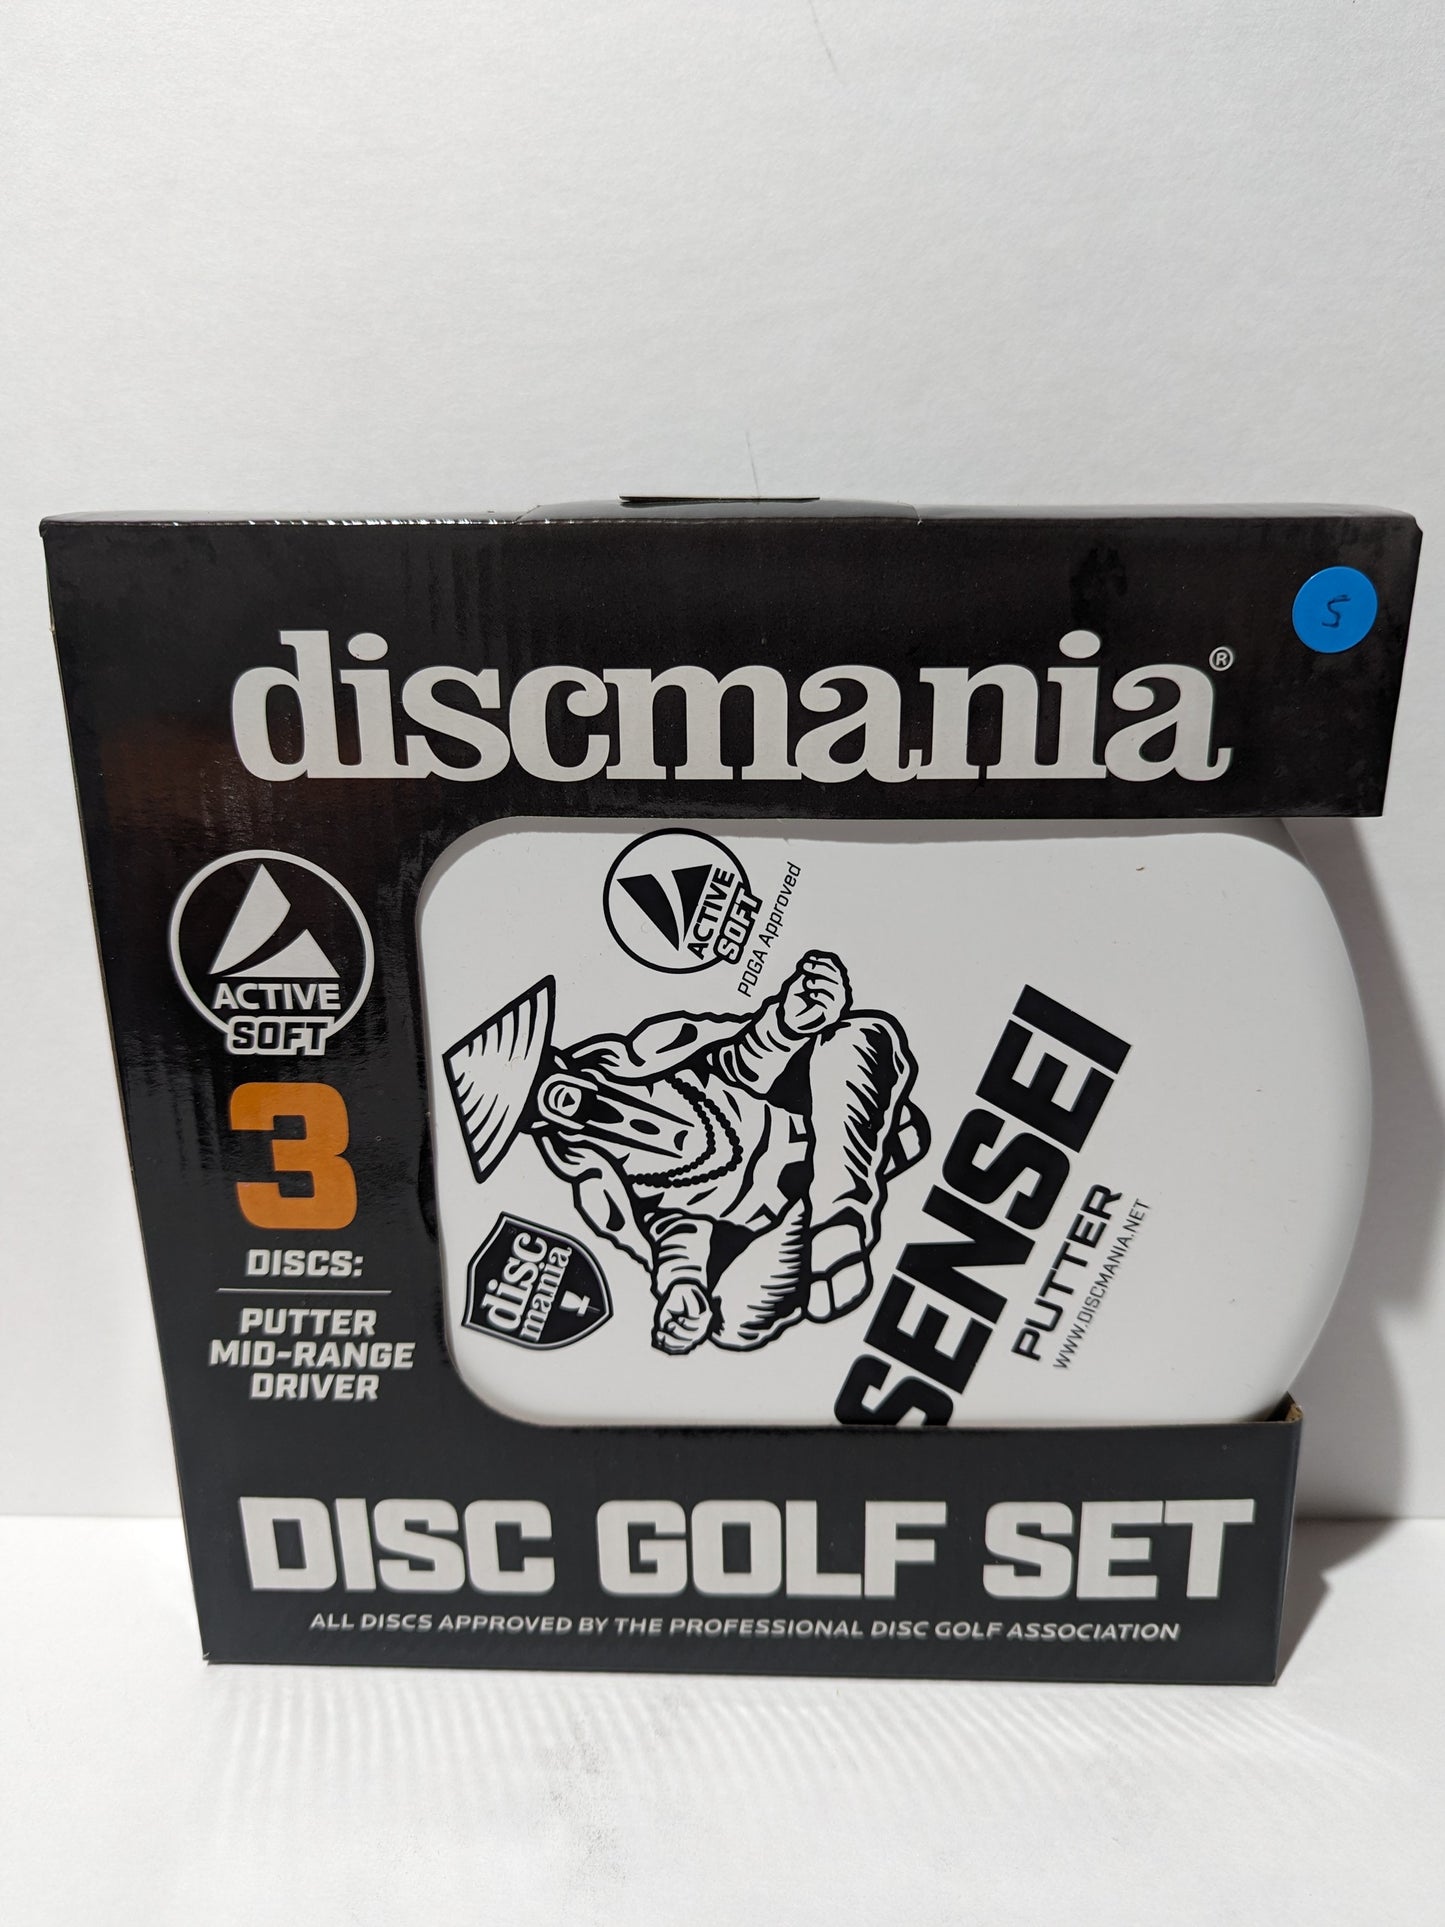 discmania®
5
ACTIVE
SOFT
3
DISCS:
PUTTER
MID-RANGE
DRIVER
ACTIVE
SOFT
PDGA Approved
disc
mania
SENSEI
PUTTER
WWW.DISCMANIA.NET
DISC GOLF SET
ALL DISCS APPROVED BY THE PROFESSIONAL DISC GOLF ASSOCIATION